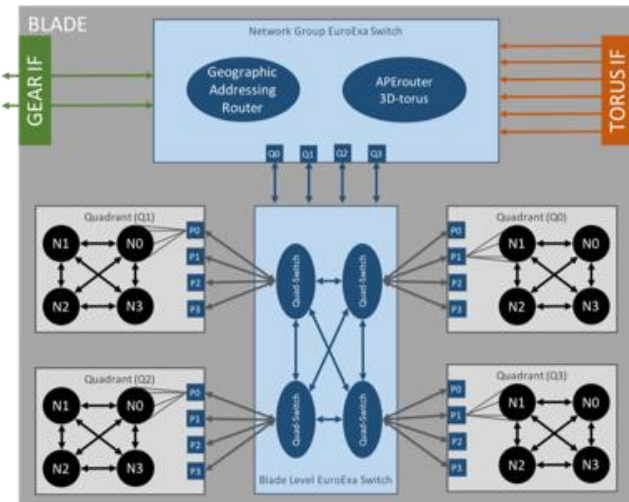 BLADE
Network Group EuroExa Switch
GEAR IF
Geographic
Addressing
Router
APErouter
3D-torus
TORUS IF
Q0
Q1
Q2
Q3
Quadrant (Q1)
N1
N0
N2
N3
P0
P1
P2
P3
Quad-Switch
Quad-Switch
Quadrant (Q0)
P0
P1
P2
P3
N1
N0
N2
N3
Quadrant (Q2)
N1
N0
N2
N3
P0
P1
P2
P3
Quad-Switch
Quad-Switch
Quadrant (Q3)
P0
P1
P2
P3
N1
N0
N2
N3
Blade Level EuroExa Switch